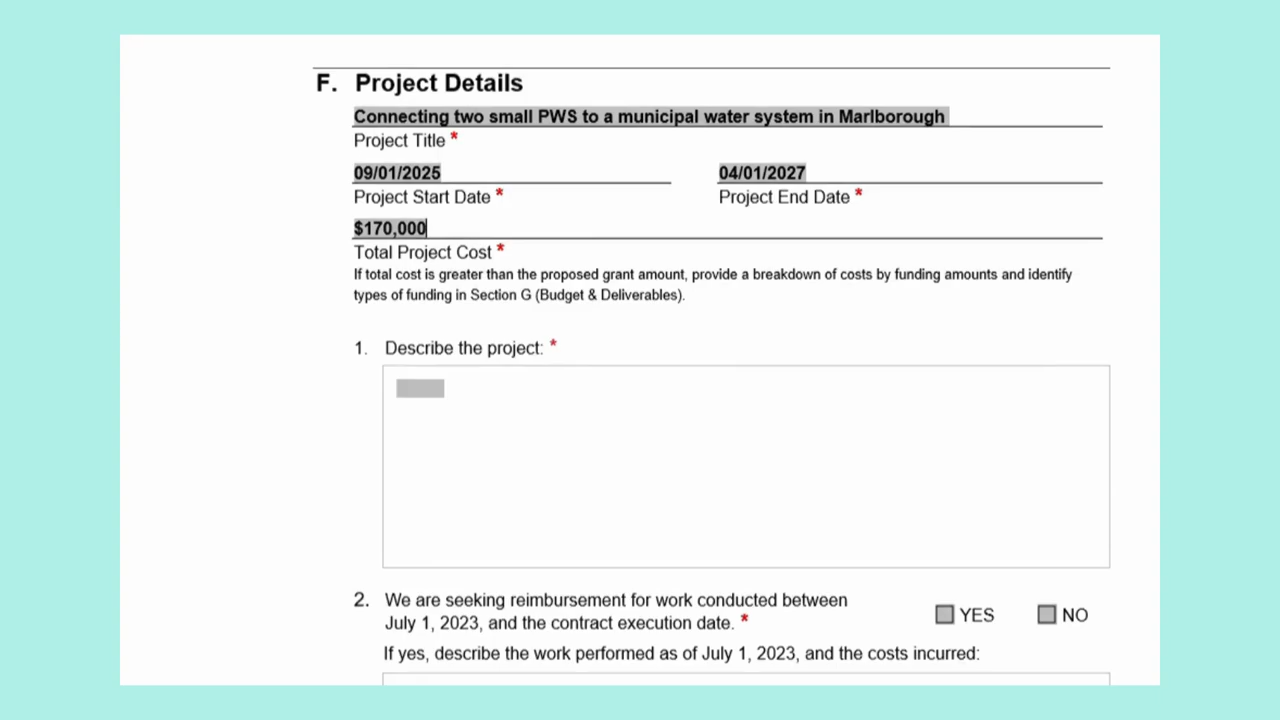 F. Project Details
Connecting two small PWS to a municipal water system in Marlborough
Project Title *
09/01/2025 04/01/2027
Project Start Date * Project End Date *
$170,000
Total Project Cost *
If total cost is greater than the proposed grant amount, provide a breakdown of costs by funding amounts and identify
types of funding in Section G (Budget & Deliverables).
1. Describe the project: *
2. We are seeking reimbursement for work conducted between
July 1, 2023, and the contract execution date. *
YES NO
If yes, describe the work performed as of July 1, 2023, and the costs incurred: